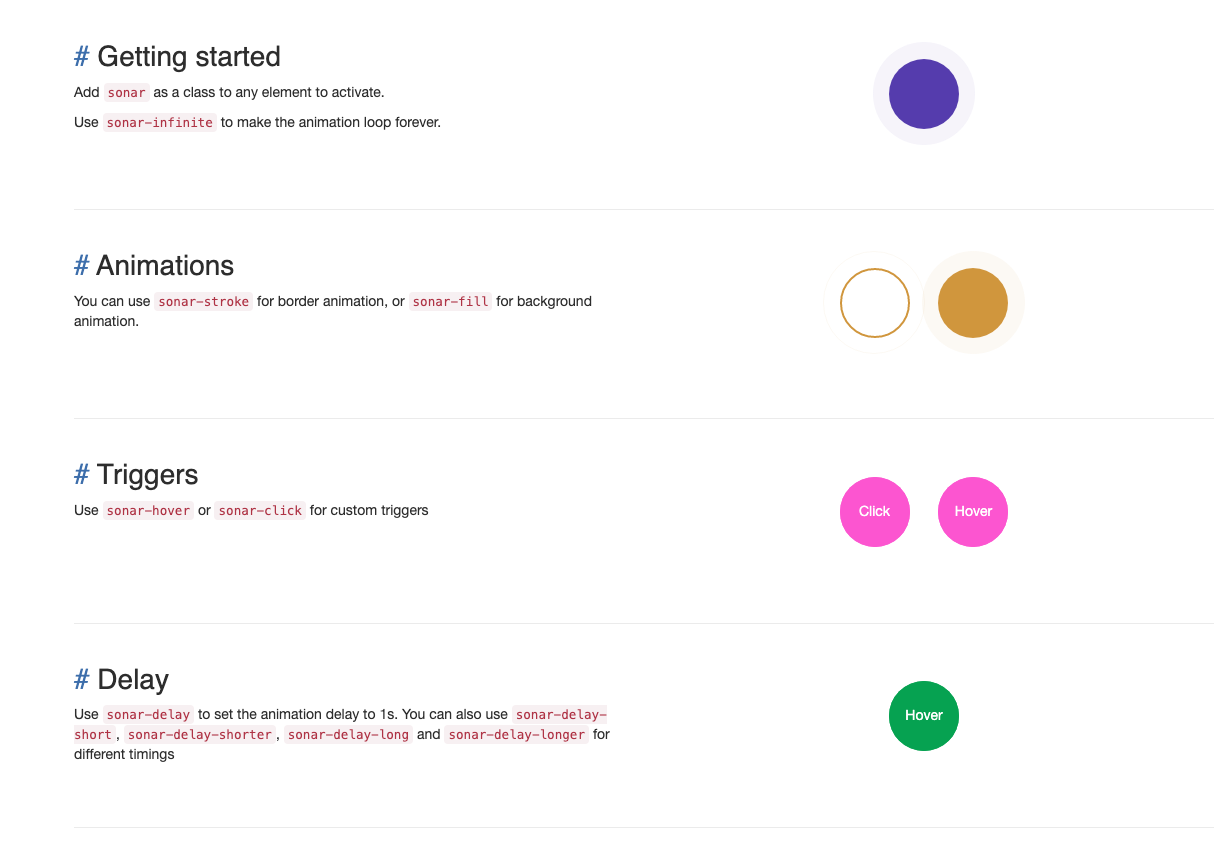 # Getting started
Add sonar as a class to any element to activate.
Use sonar-infinite to make the animation loop forever.
# Animations
You can use sonar-stroke for border animation, or sonar-fill for background
animation.
# Triggers
Use sonar-hover or sonar-click for custom triggers
Click
Hover
# Delay
Use sonar-delay to set the animation delay to 1s. You can also use sonar-delay-
short, sonar-delay-shorter, sonar-delay-long and sonar-delay-longer for
different timings
Hover